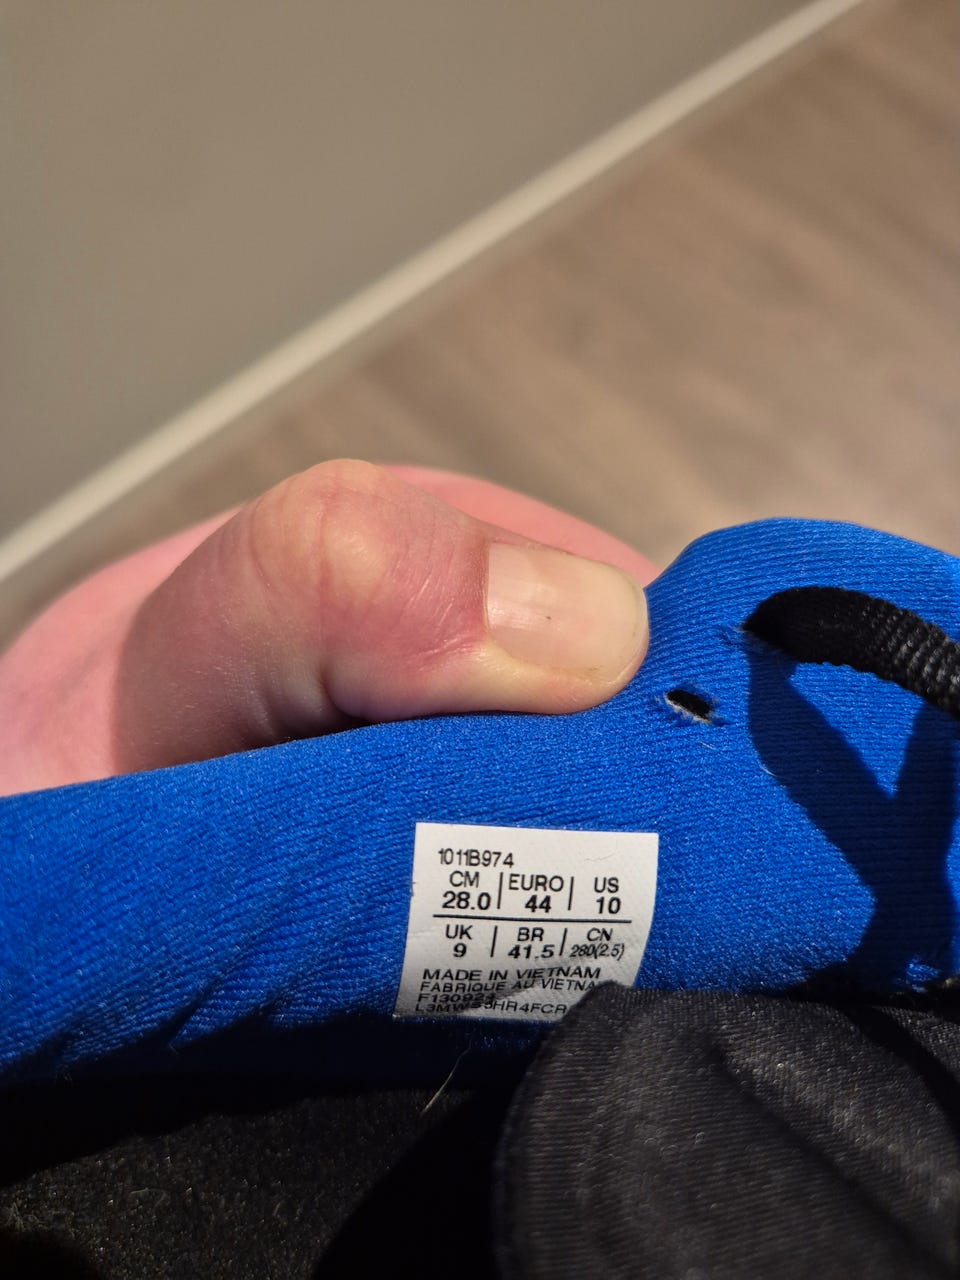 1011B974
CM | EURO | US
28.0 44 10
UK | BR | CN
9 41.5 280(2.5)
MADE IN VIETNAM
FABRIQUE AU
F130923